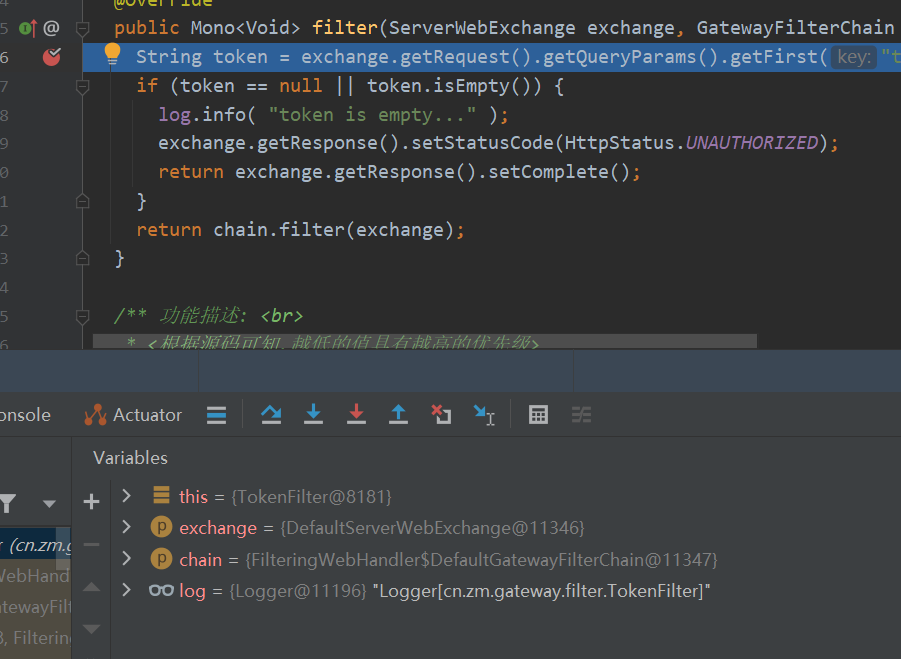 @Override
5 public Mono<Void> filter(ServerWebExchange exchange, GatewayFilterChain
6 String token = exchange.getRequest().getQueryParams().getFirst( key: "t
7 if (token == null || token.isEmpty()) {
8 log.info( "token is empty..." );
9 exchange.getResponse().setStatusCode(HttpStatus.UNAUTHORIZED);
0 return exchange.getResponse().setComplete();
1 }
2 return chain.filter(exchange);
3 }
4
5 /** 功能描述: <br>
6 * <根据源码可知,越低的值具有越高的优先级>
onsole Actuator
Variables
this = {TokenFilter@8181}
exchange = {DefaultServerWebExchange@11346}
r (cn.zm.g
chain = {FilteringWebHandler$DefaultGatewayFilterChain@11347}
WebHand
log = {Logger@11196} "Logger[cn.zm.gateway.filter.TokenFilter]"
atewayFilt
3, Filtering